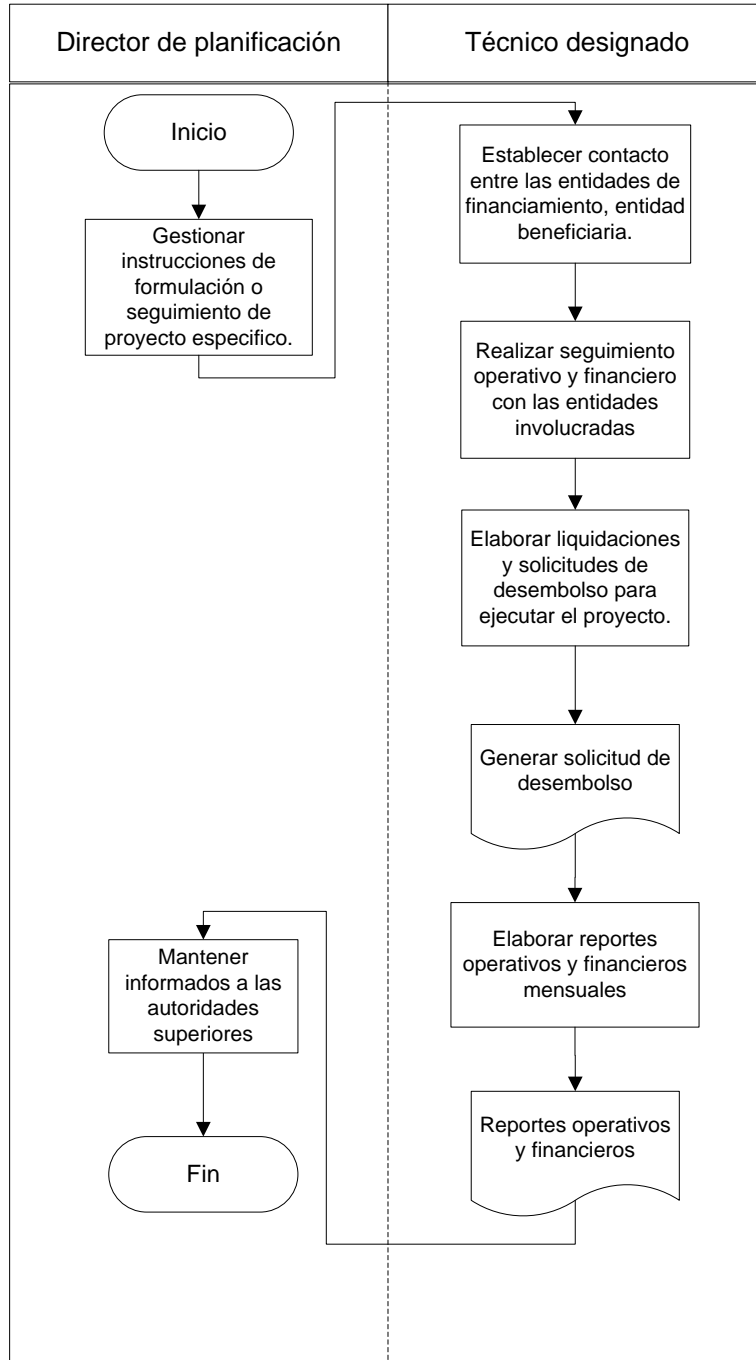 Director de planificación
Técnico designado
Inicio
Gestionar
instrucciones de
formulación o
seguimiento de
proyecto especifico.
Establecer contacto
entre las entidades de
financiamiento, entidad
beneficiaria.
Realizar seguimiento
operativo y financiero
con las entidades
involucradas
Elaborar liquidaciones
y solicitudes de
desembolso para
ejecutar el proyecto.
Generar solicitud de
desembolso
Elaborar reportes
operativos y financieros
mensuales
Reportes operativos
y financieros
Mantener
informados a las
autoridades
superiores
Fin